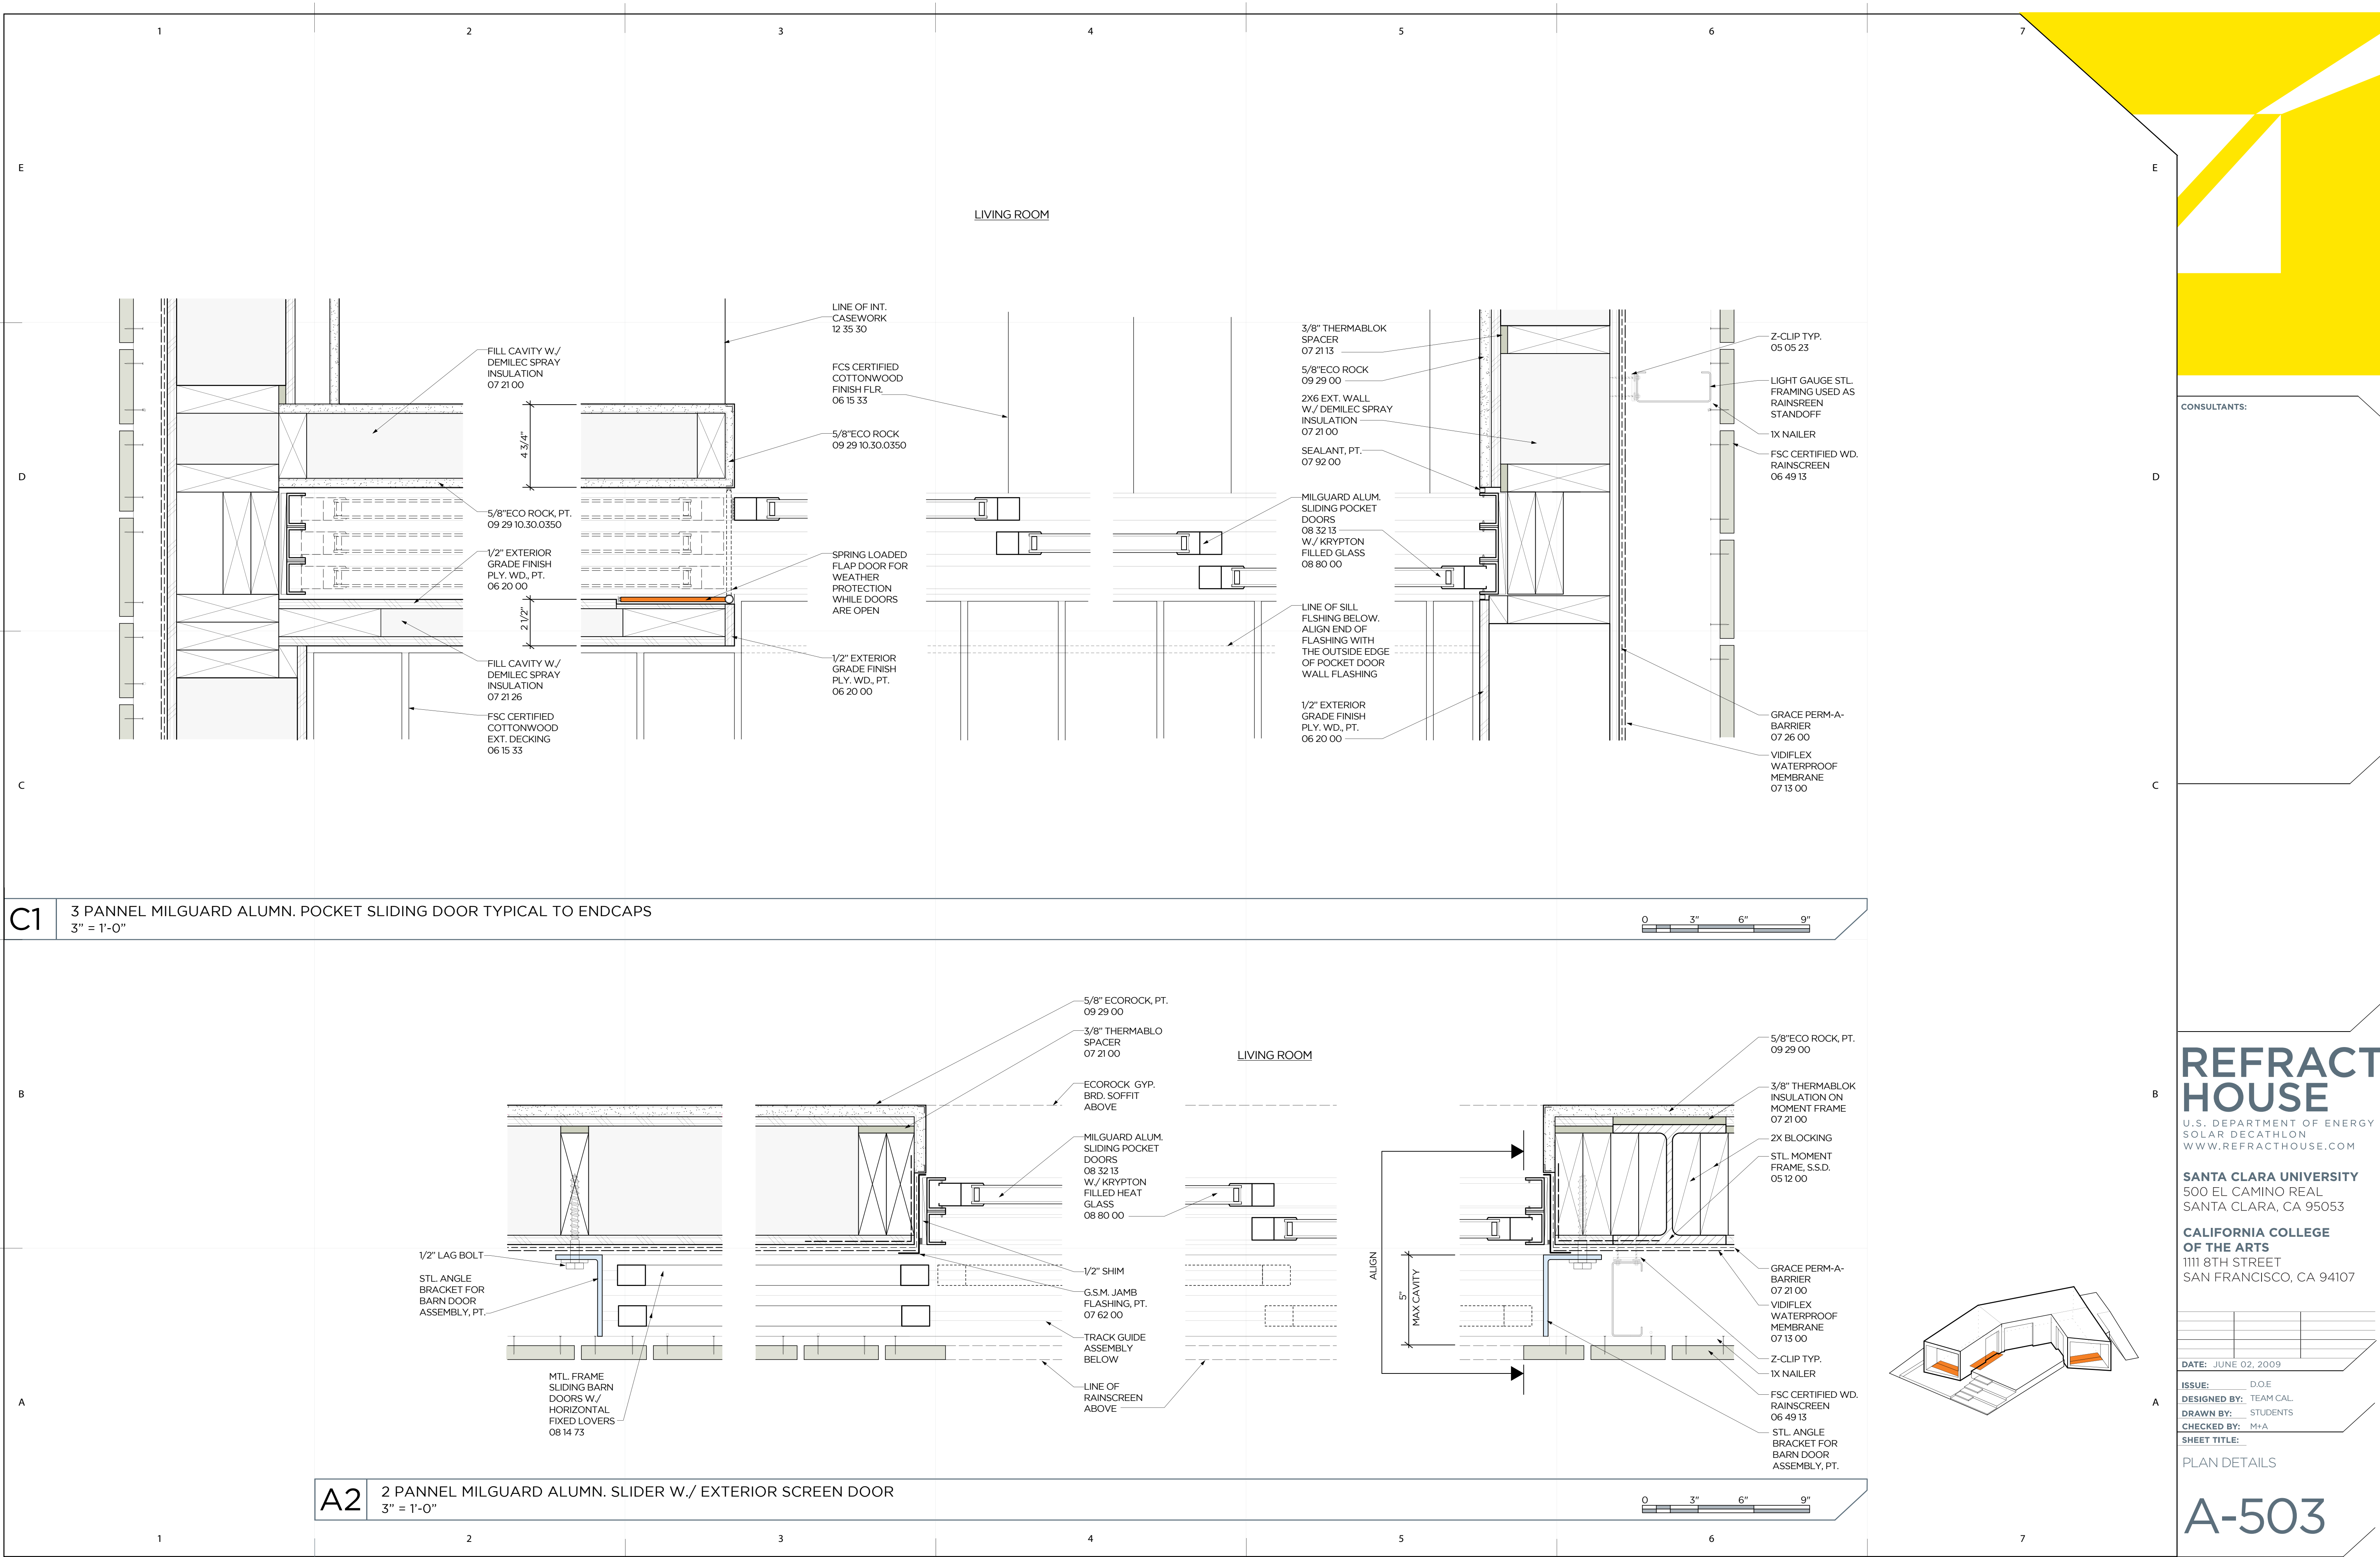 1
2
3
4
5
6
7
E
E
LIVING ROOM
FILL CAVITY W./
DEMILEC SPRAY
INSULATION
07 21 00
4 3/4"
5/8"ECO ROCK, PT.
09 29 10.30.0350
1/2" EXTERIOR
GRADE FINISH
PLY. WD., PT.
06 20 00
2 1/2"
FILL CAVITY W./
DEMILEC SPRAY
INSULATION
07 21 26
FSC CERTIFIED
COTTONWOOD
EXT. DECKING
06 15 33
LINE OF INT.
CASEWORK
12 35 30
FCS CERTIFIED
COTTONWOOD
FINISH FLR.
06 15 33
5/8"ECO ROCK
09 29 10.30.0350
SPRING LOADED
FLAP DOOR FOR
WEATHER
PROTECTION
WHILE DOORS
ARE OPEN
1/2" EXTERIOR
GRADE FINISH
PLY. WD., PT.
06 20 00
3/8" THERMABLOK
SPACER
07 21 13
5/8"ECO ROCK
09 29 00
2X6 EXT. WALL
W./ DEMILEC SPRAY
INSULATION
07 21 00
SEALANT, PT.
07 92 00
MILGUARD ALUM.
SLIDING POCKET
DOORS
08 32 13
W./ KRYPTON
FILLED GLASS
08 80 00
LINE OF SILL
FLSHING BELOW.
ALIGN END OF
FLASHING WITH
THE OUTSIDE EDGE
OF POCKET DOOR
WALL FLASHING
1/2" EXTERIOR
GRADE FINISH
PLY. WD., PT.
06 20 00
Z-CLIP TYP.
05 05 23
LIGHT GAUGE STL.
FRAMING USED AS
RAINSREEN
STANDOFF
1X NAILER
FSC CERTIFIED WD.
RAINSCREEN
06 49 13
GRACE PERM-A-
BARRIER
07 26 00
VIDIFLEX
WATERPROOF
MEMBRANE
07 13 00
D
D
C
C
C1
3 PANNEL MILGUARD ALUMN. POCKET SLIDING DOOR TYPICAL TO ENDCAPS
3" = 1'-0"
0 3" 6" 9"
5/8" ECOROCK, PT.
09 29 00
3/8" THERMABLO
SPACER
07 21 00
LIVING ROOM
ECOROCK GYP.
BRD. SOFFIT
ABOVE
MILGUARD ALUM.
SLIDING POCKET
DOORS
08 32 13
W./ KRYPTON
FILLED HEAT
GLASS
08 80 00
1/2" SHIM
G.S.M. JAMB
FLASHING, PT.
07 62 00
TRACK GUIDE
ASSEMBLY
BELOW
LINE OF
RAINSCREEN
ABOVE
1/2" LAG BOLT
STL. ANGLE
BRACKET FOR
BARN DOOR
ASSEMBLY, PT.
MTL. FRAME
SLIDING BARN
DOORS W./
HORIZONTAL
FIXED LOVERS
08 14 73
ALIGN
5"
MAX CAVITY
5/8"ECO ROCK, PT.
09 29 00
3/8" THERMABLOK
INSULATION ON
MOMENT FRAME
07 21 00
2X BLOCKING
STL. MOMENT
FRAME, S.S.D.
05 12 00
GRACE PERM-A-
BARRIER
07 21 00
VIDIFLEX
WATERPROOF
MEMBRANE
07 13 00
Z-CLIP TYP.
1X NAILER
FSC CERTIFIED WD.
RAINSCREEN
06 49 13
STL. ANGLE
BRACKET FOR
BARN DOOR
ASSEMBLY, PT.
B
B
A
A
A2
2 PANNEL MILGUARD ALUMN. SLIDER W./ EXTERIOR SCREEN DOOR
3" = 1'-0"
0 3" 6" 9"
1
2
3
4
5
6
7
CONSULTANTS:
REFRACT
HOUSE
U.S. DEPARTMENT OF ENERGY
SOLAR DECATHLON
WWW.REFRACTHOUSE.COM
SANTA CLARA UNIVERSITY
500 EL CAMINO REAL
SANTA CLARA, CA 95053
CALIFORNIA COLLEGE
OF THE ARTS
1111 8TH STREET
SAN FRANCISCO, CA 94107
DATE: JUNE 02, 2009
ISSUE: D.O.E
DESIGNED BY: TEAM CAL.
DRAWN BY: STUDENTS
CHECKED BY: M+A
SHEET TITLE:
PLAN DETAILS
A-503